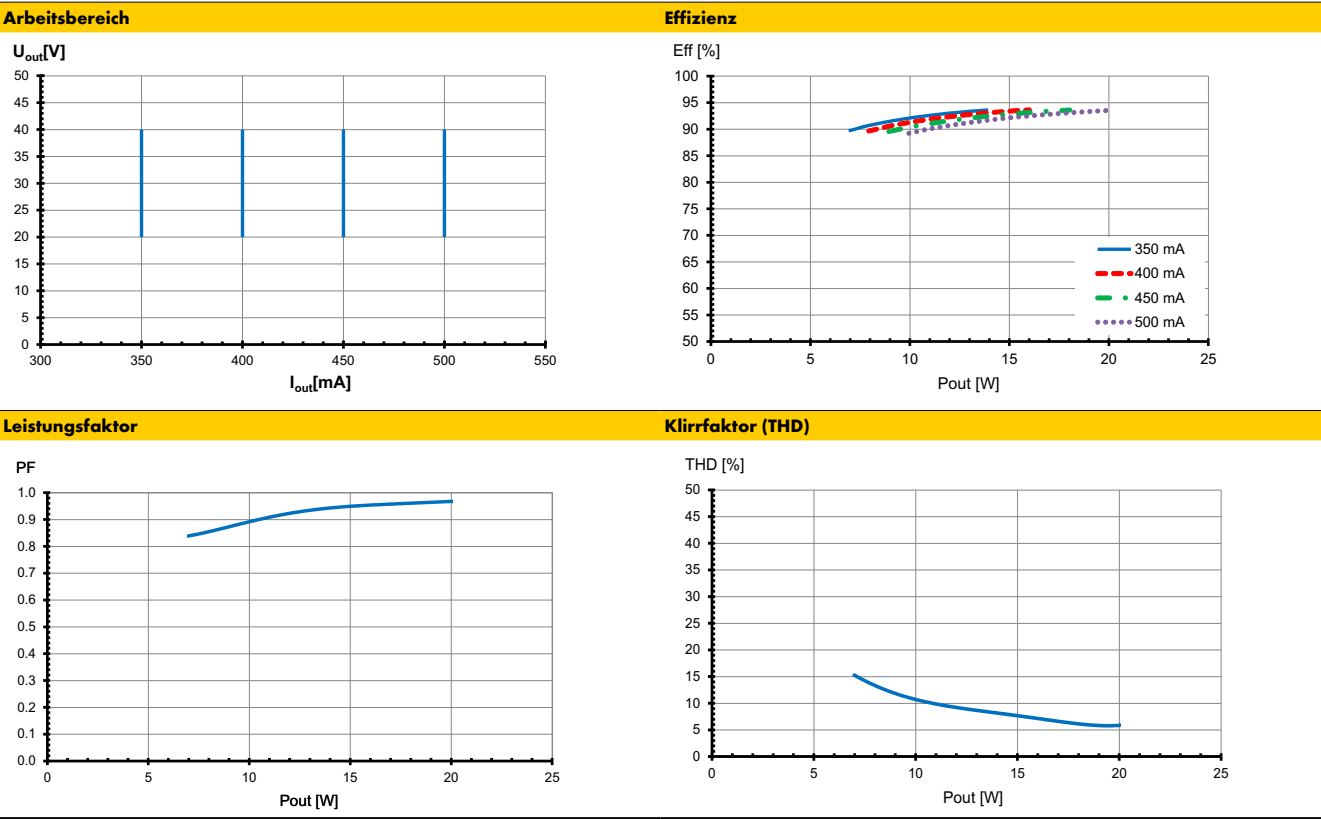 Arbeitsbereich
U_out[V]
50
45
40
35
30
25
20
15
10
5
0
300 350 400 450 500 550
I_out[mA]
Effizienz
Eff [%]
100
95
90
85
80
75
70
65
60
55
50
350 mA
400 mA
450 mA
500 mA
0 5 10 15 20 25
Pout [W]
Leistungsfaktor
PF
1.0
0.9
0.8
0.7
0.6
0.5
0.4
0.3
0.2
0.1
0.0
0 5 10 15 20 25
Pout [W]
Klirrfaktor (THD)
THD [%]
50
45
40
35
30
25
20
15
10
5
0
0 5 10 15 20 25
Pout [W]